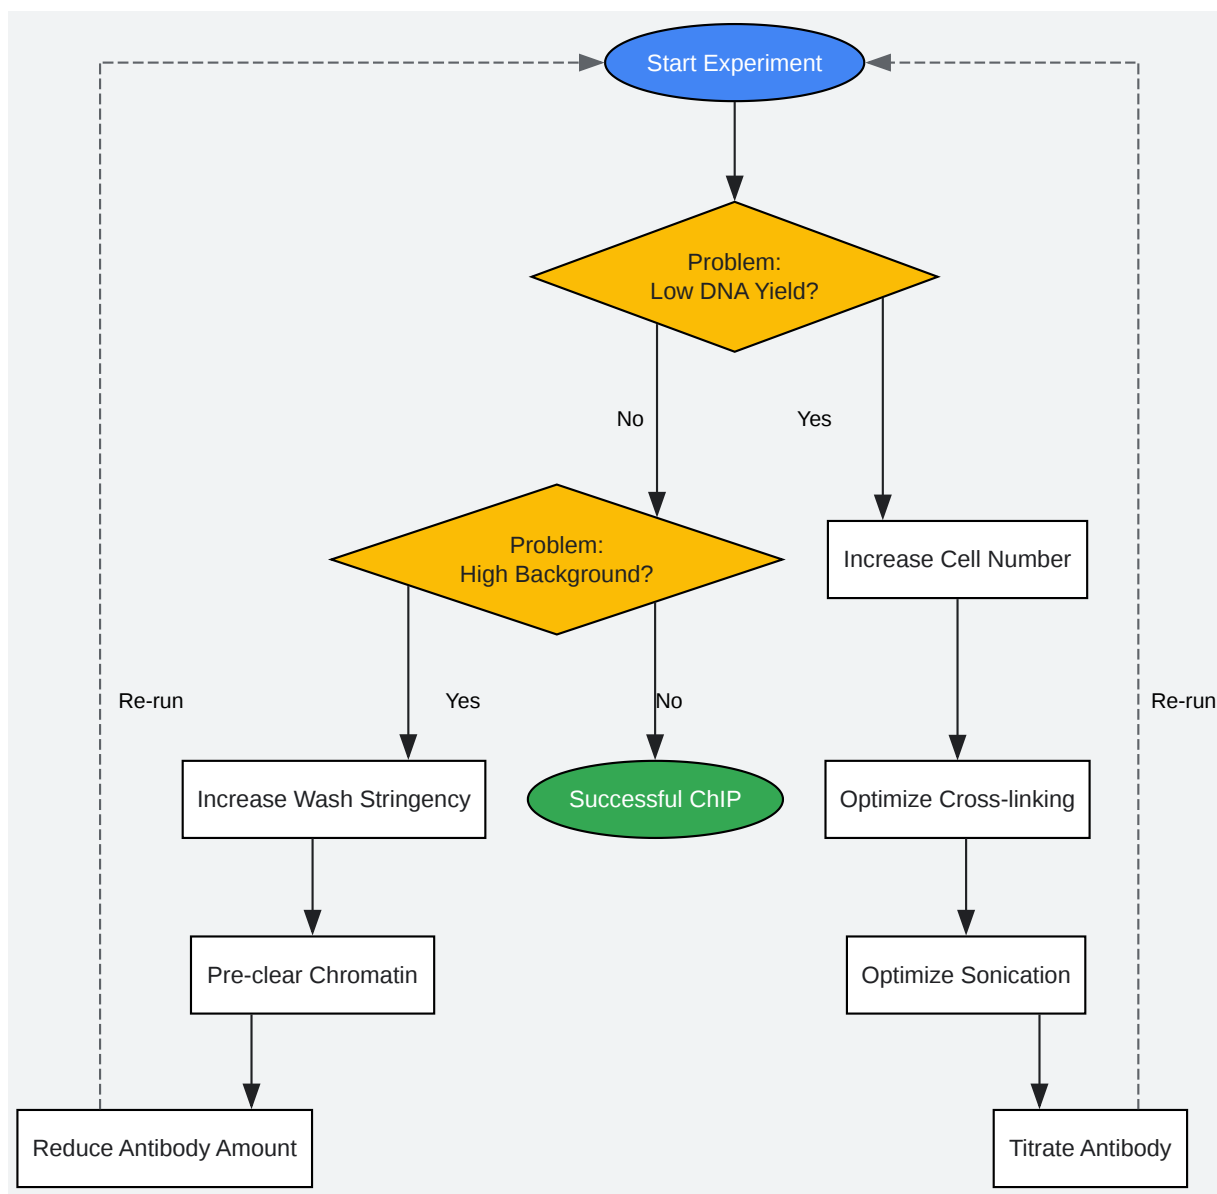 Start Experiment
Problem:
Low DNA Yield?
No
Yes
Problem:
High Background?
Increase Cell Number
Re-run
Yes
No
Re-run
Increase Wash Stringency
Successful ChIP
Optimize Cross-linking
Pre-clear Chromatin
Optimize Sonication
Reduce Antibody Amount
Titrate Antibody